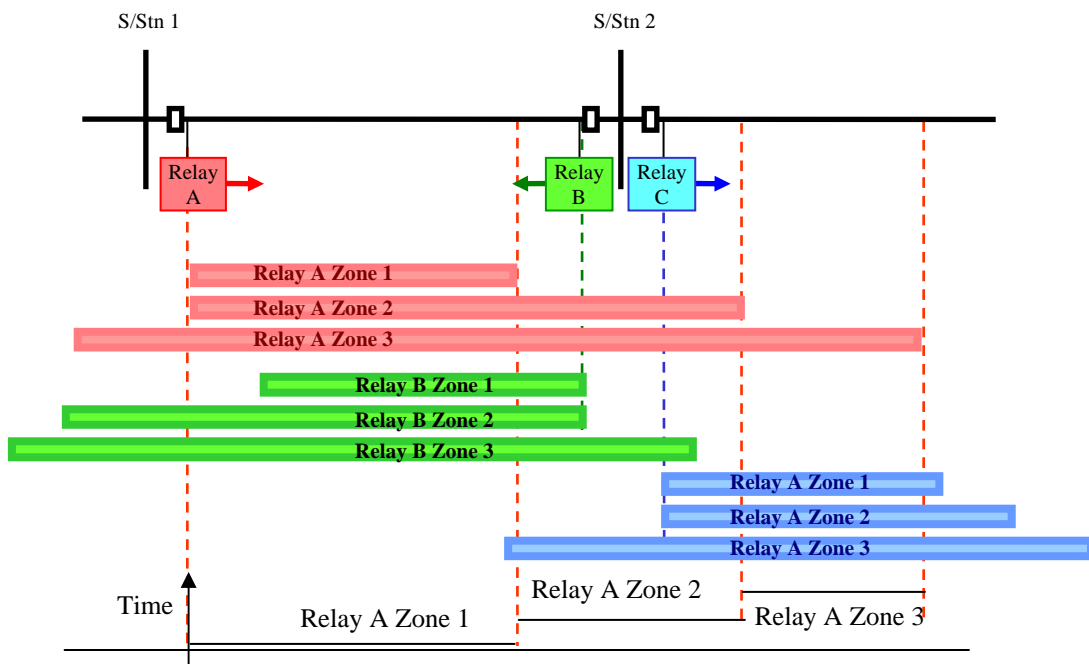 S/Stn 1
S/Stn 2
Relay
A
Relay
B
Relay
C
Relay A Zone 1
Relay A Zone 2
Relay A Zone 3
Relay B Zone 1
Relay B Zone 2
Relay B Zone 3
Relay A Zone 1
Relay A Zone 2
Relay A Zone 3
Time
Relay A Zone 1
Relay A Zone 2
Relay A Zone 3